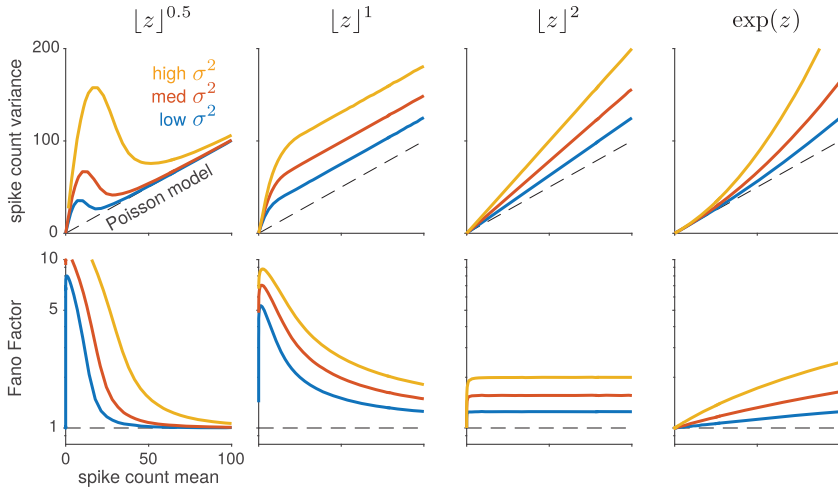 ⌊z⌋^0.5 ⌊z⌋^1 ⌊z⌋^2 exp(z)
spike count variance
200
100
0
high σ²
med σ²
low σ²
Poisson model
Fano Factor
10
5
1
0 50 100
spike count mean